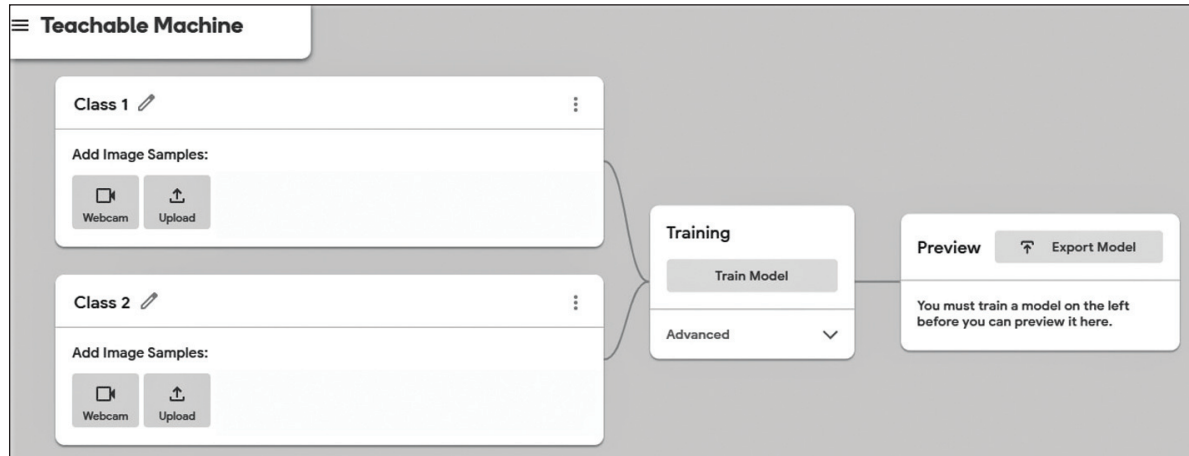 Teachable Machine
Class 1
Add Image Samples:
Webcam
Upload
Class 2
Add Image Samples:
Webcam
Upload
Training
Train Model
Advanced
Preview
Export Model
You must train a model on the left
before you can preview it here.